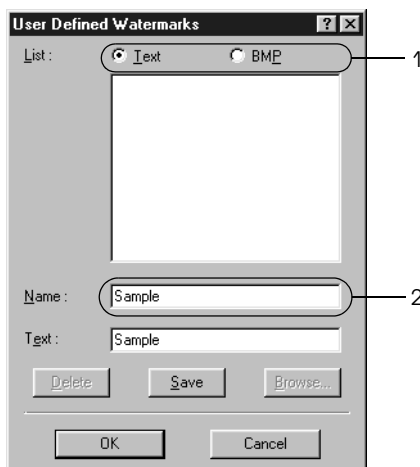 User Defined Watermarks ? ×
List : Text BMP 1
Name : Sample 2
Text : Sample
Delete Save Browse...
OK Cancel